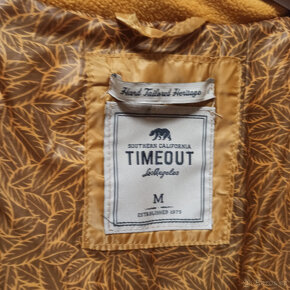 Hand Tailored Heritage
SOUTHERN CALIFORNIA
TIMEOUT
Los Angeles
M
ESTABLISHED 1975